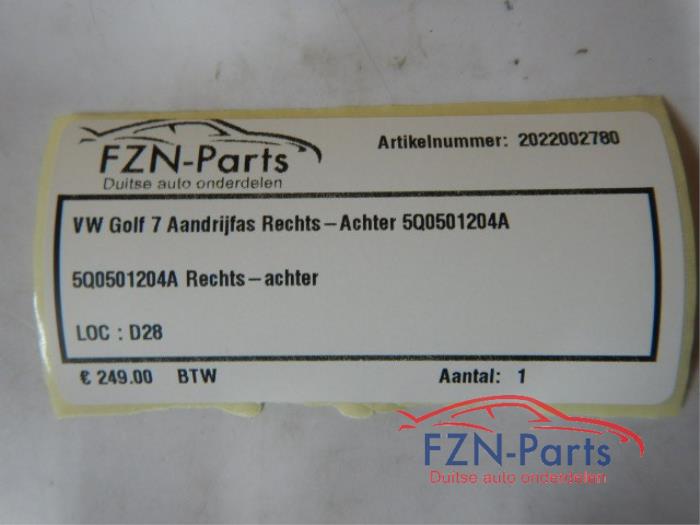 FZN-Parts
Duitse auto onderdelen
Artikelnummer: 2022002780
VW Golf 7 Aandrijfas Rechts-Achter 5Q0501204A
5Q0501204A Rechts-achter
LOC : D28
€ 249.00 BTW Aantal: 1
FZN-Parts
Duitse auto onderdelen